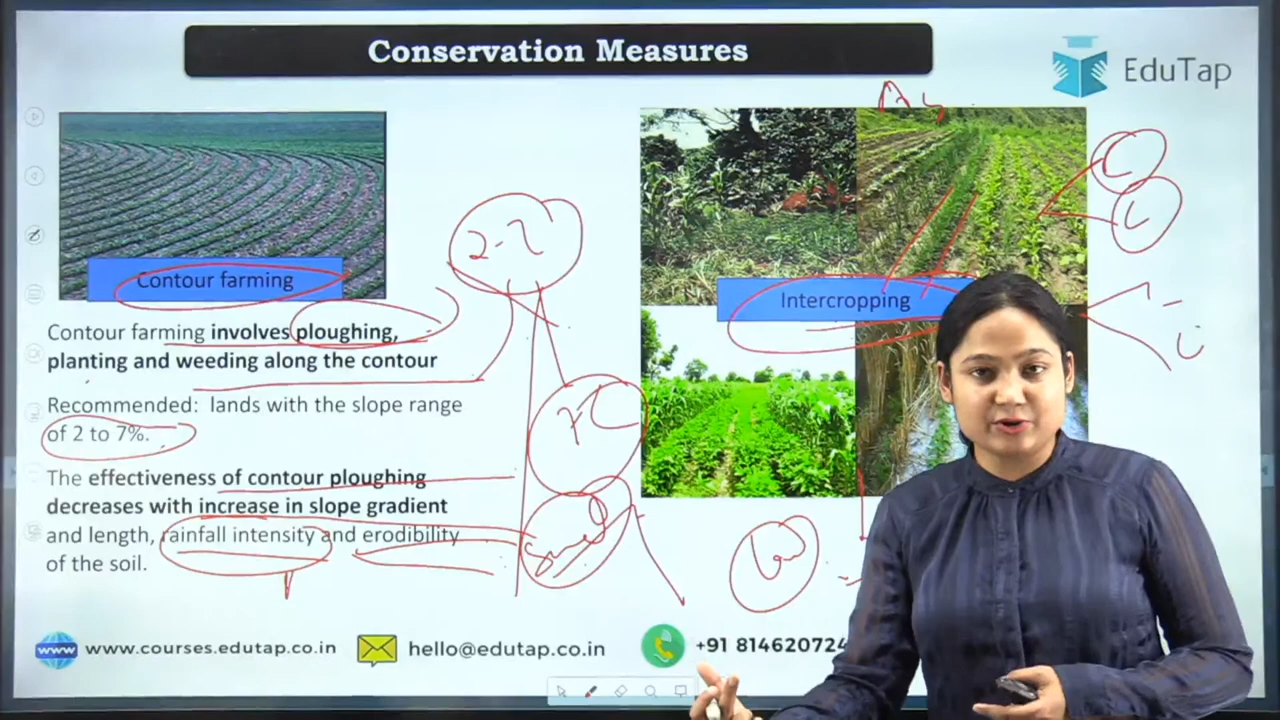 Conservation Measures
EduTap
Contour farming
Contour farming involves ploughing,
planting and weeding along the contour
Recommended: lands with the slope range
of 2 to 7%.
The effectiveness of contour ploughing
decreases with increase in slope gradient
and length, rainfall intensity and erodibility
of the soil.
2-7
Intercropping
www.courses.edutap.co.in
hello@edutap.co.in
+91 814620724